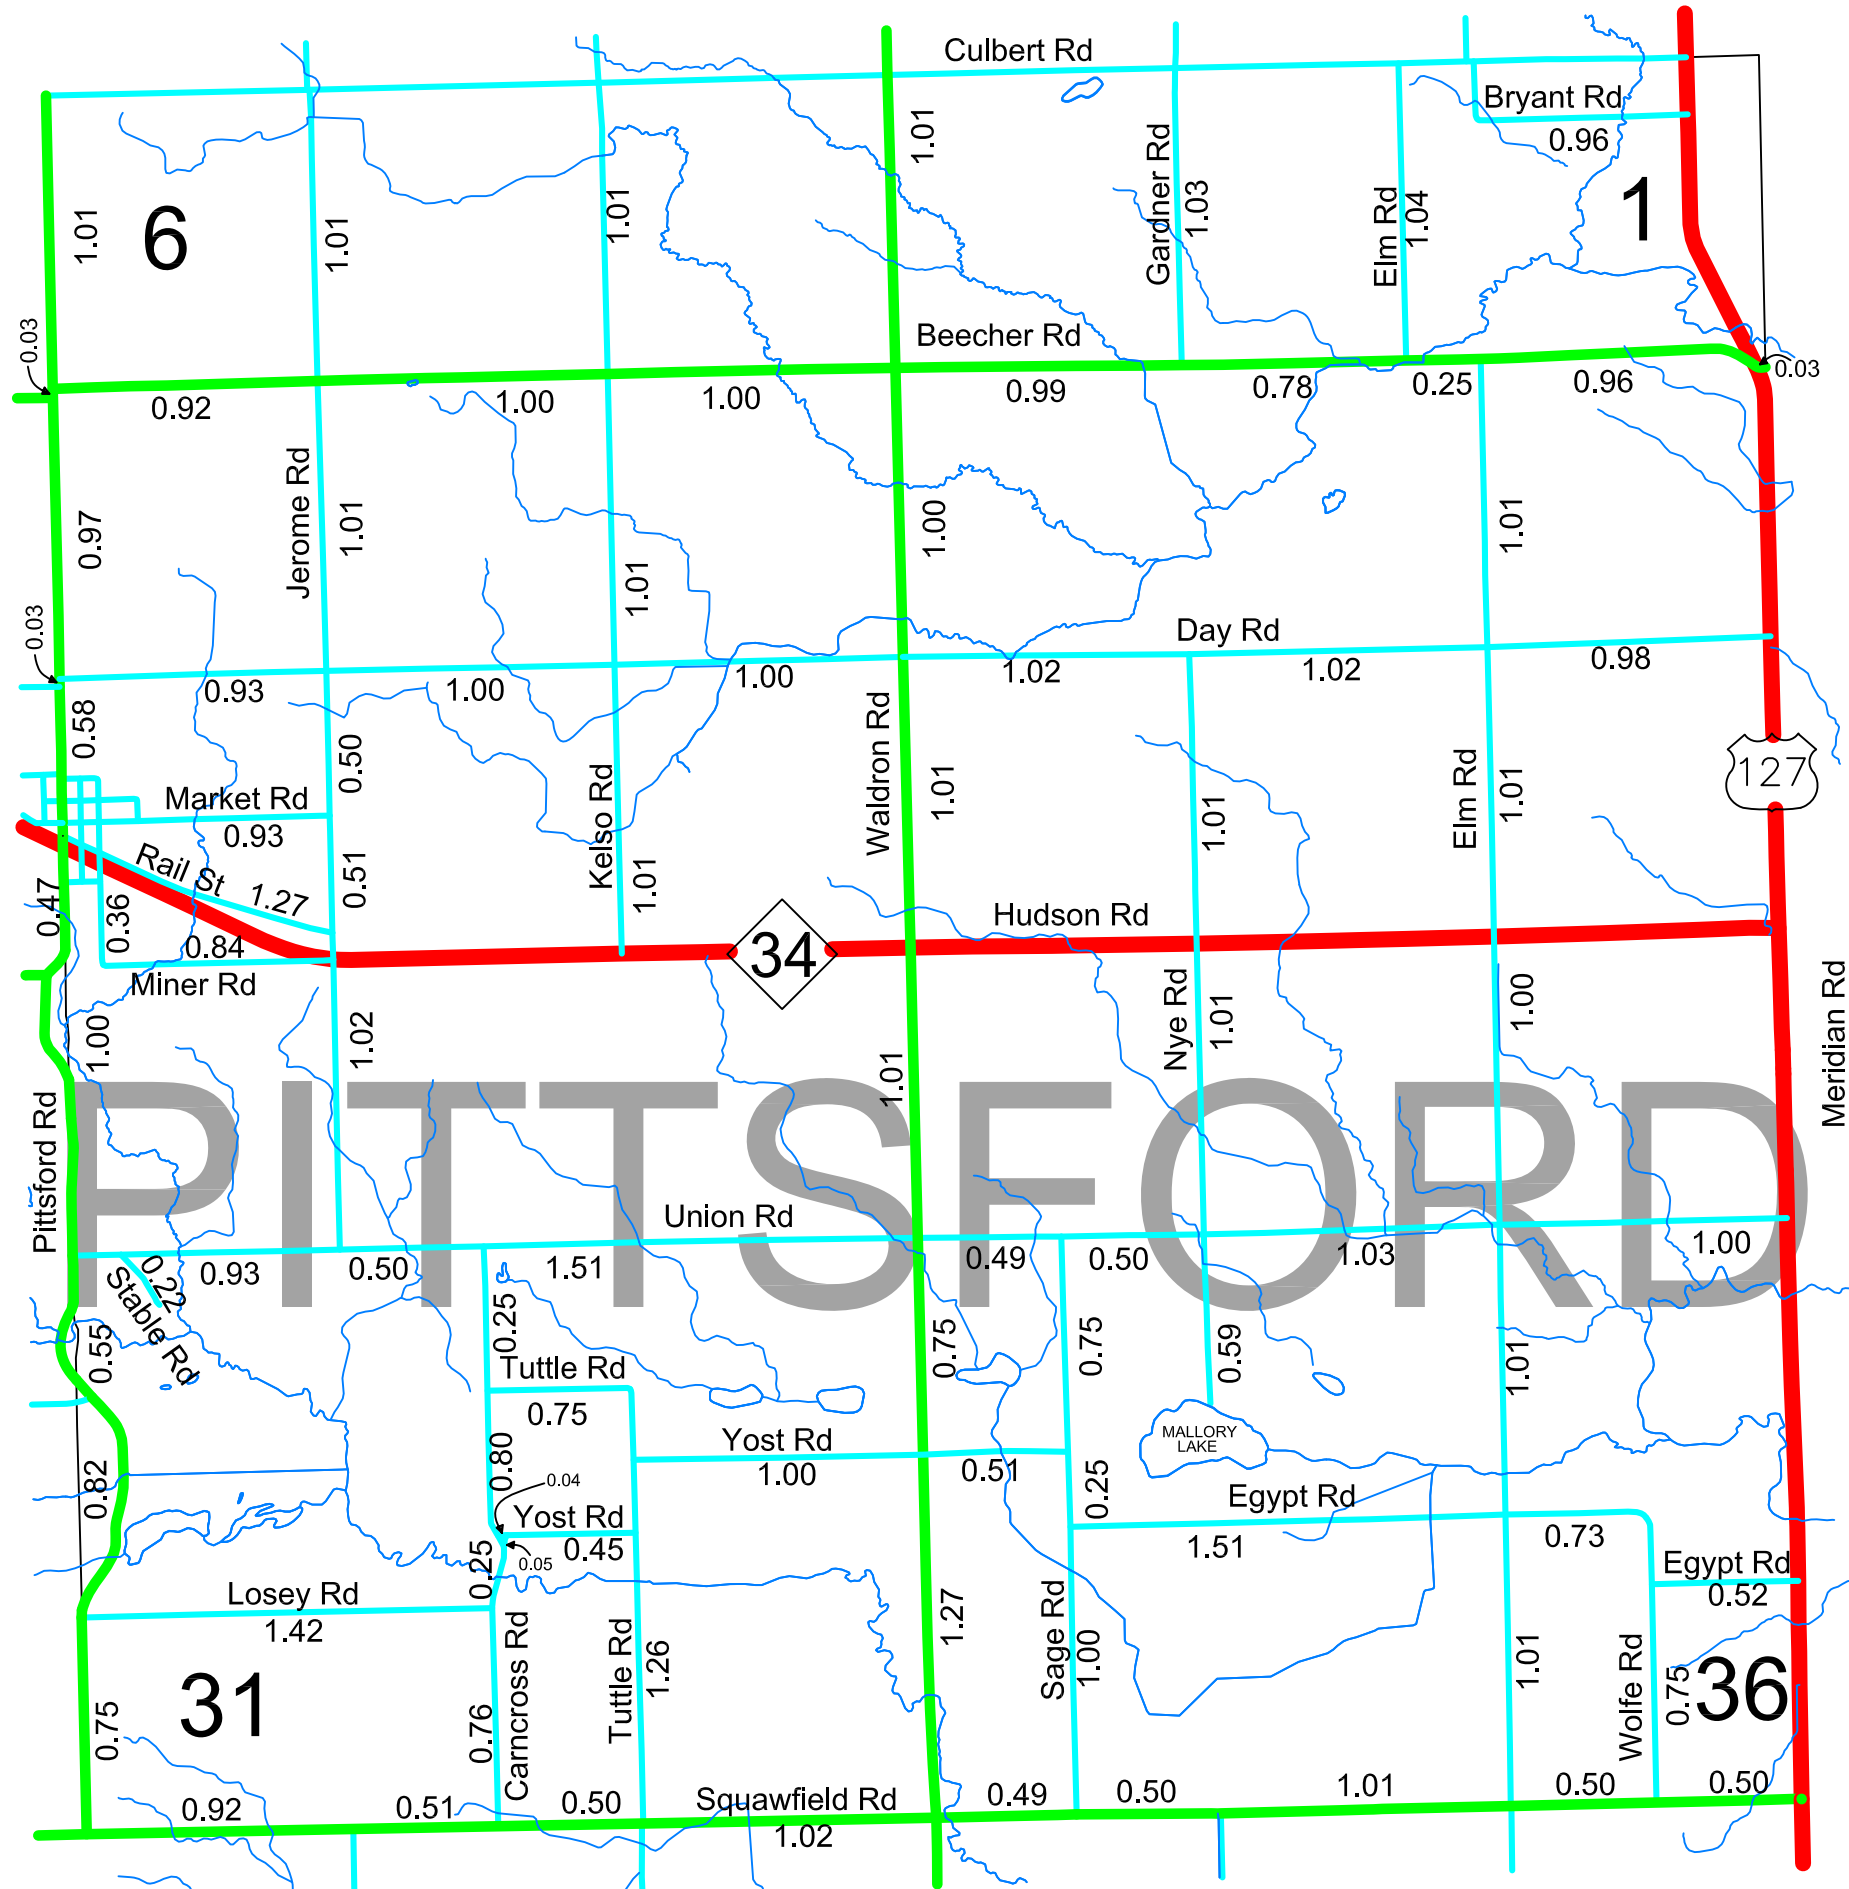 Culbert Rd
Bryant Rd
0.96
1.01
1.01
1.01
1.01
Gardner Rd
1.03
Elm Rd
1.04
6
1
0.03
Beecher Rd
0.92
1.00
1.00
0.99
0.78
0.25
0.96
0.03
0.97
Jerome Rd
1.01
1.01
1.00
1.01
0.03
Day Rd
0.93
1.00
1.00
1.02
1.02
0.98
0.58
0.50
Kelso Rd
Waldron Rd
1.01
1.01
Elm Rd
1.01
127
Market Rd
0.93
Rail St
1.27
0.51
1.01
0.47
0.36
0.84
Miner Rd
34
Hudson Rd
1.00
1.02
1.01
Nye Rd
1.01
1.00
Meridian Rd
Pittsford Rd
PITTSFORD
Union Rd
0.93
0.50
1.51
0.49
0.50
1.03
1.00
0.22
Stable Rd
0.55
0.25
0.75
0.75
0.59
1.01
Tuttle Rd
0.75
MALLORY
LAKE
Yost Rd
1.00
0.51
0.82
0.80
0.04
0.25
Egypt Rd
1.51
0.73
Yost Rd
0.45
0.05
0.25
Egypt Rd
0.52
Losey Rd
1.42
Carncross Rd
Tuttle Rd
1.26
1.27
Sage Rd
1.00
1.01
Wolfe Rd
0.75
36
31
0.75
0.76
0.92
0.51
0.50
Squawfield Rd
1.02
0.49
0.50
1.01
0.50
0.50